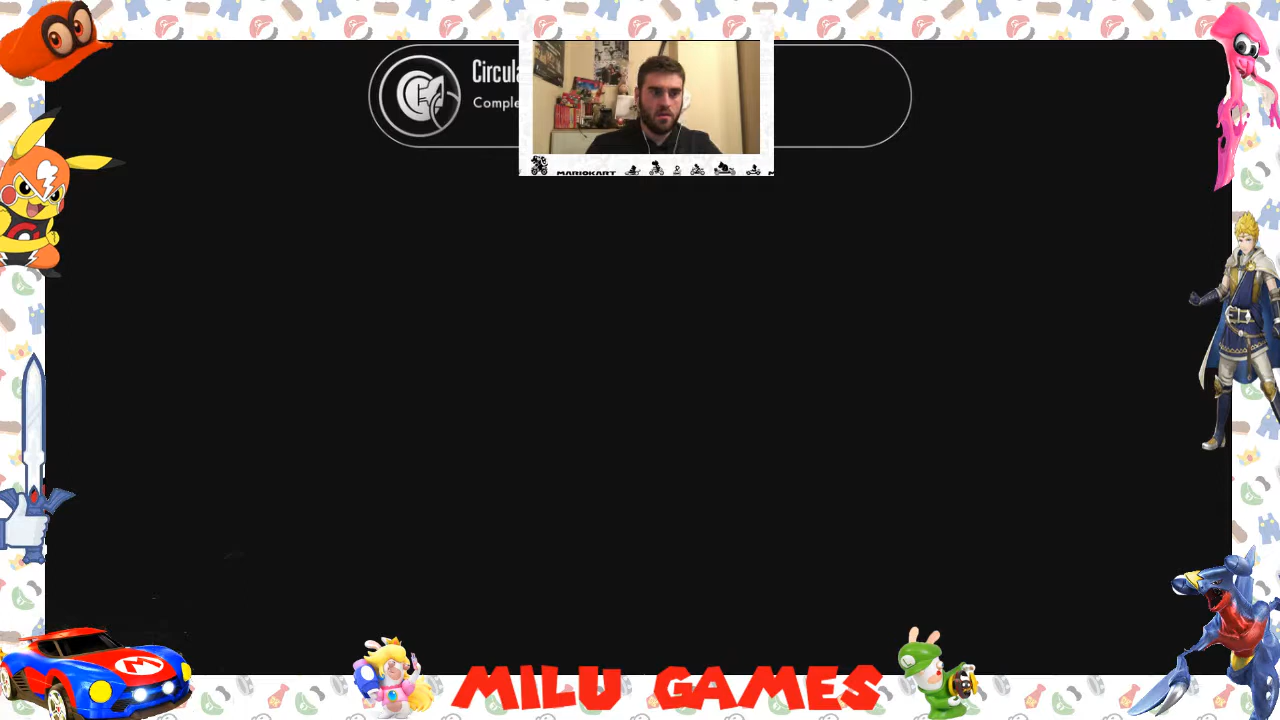 Circula
Comple
MARIOKART
M
M
MILU GAMES